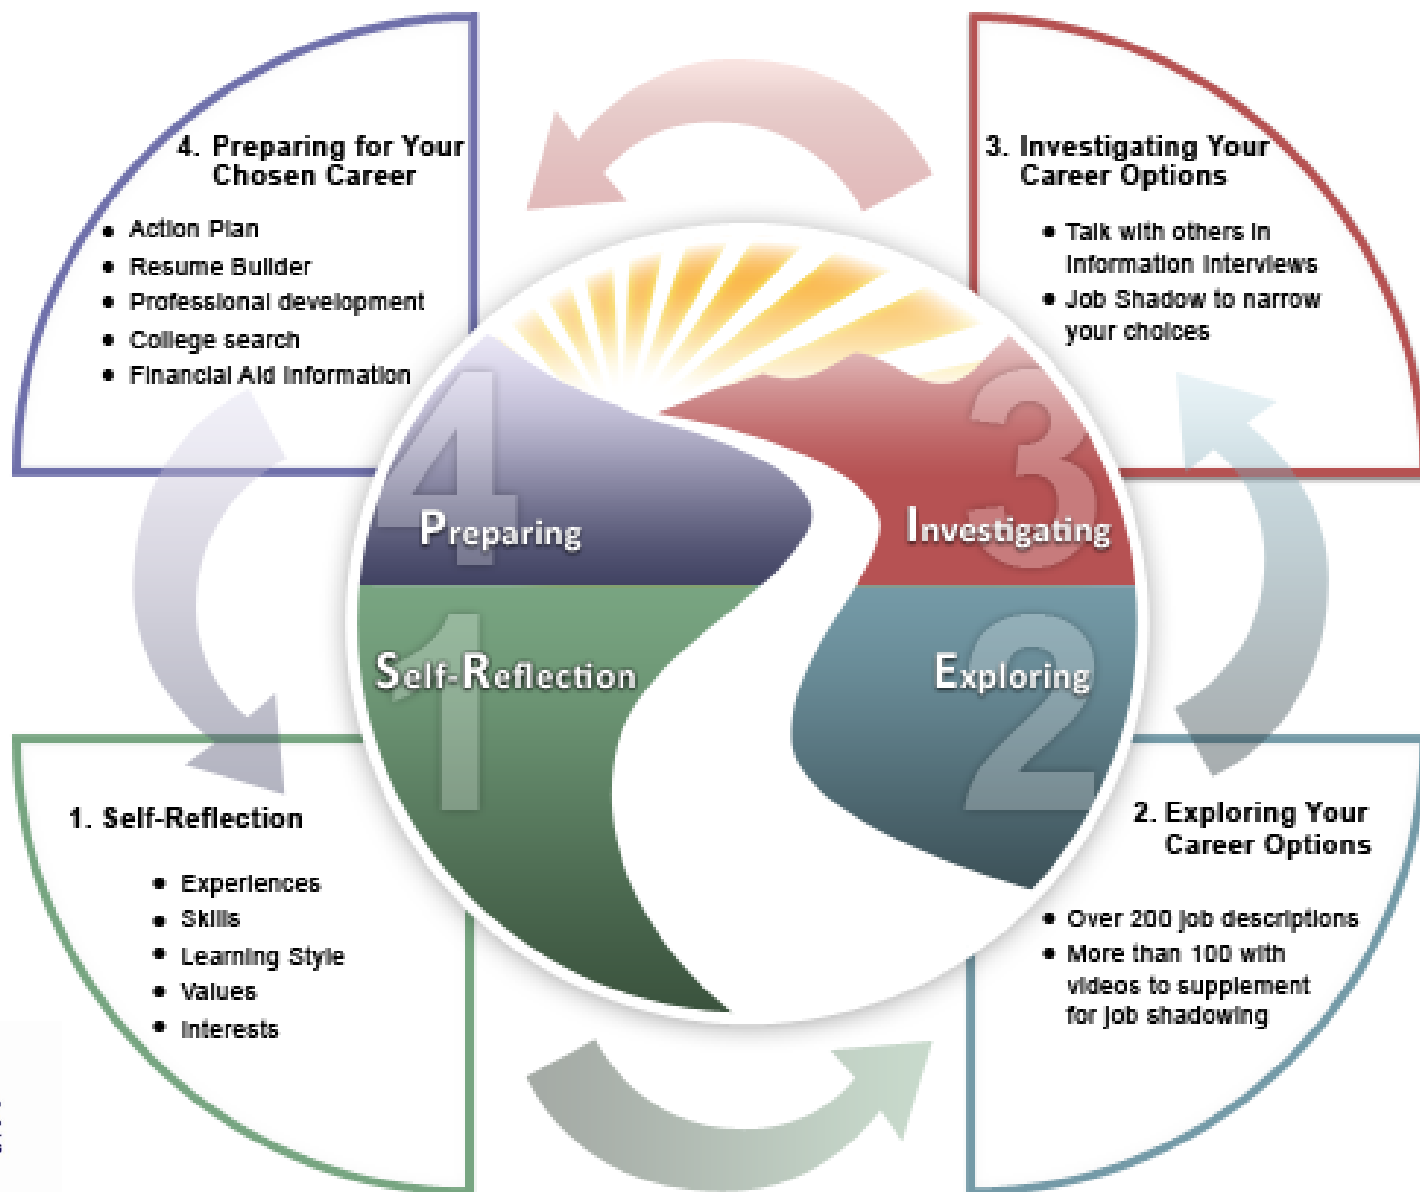 4. Preparing for Your
Chosen Career
• Action Plan
• Resume Builder
• Professional development
• College search
• Financial Aid Information
3. Investigating Your
Career Options
• Talk with others in
Information Interviews
• Job Shadow to narrow
your choices
4
Preparing
3
Investigating
1
Self-Reflection
2
Exploring
1. Self-Reflection
• Experiences
• Skills
• Learning Style
• Values
• Interests
2. Exploring Your
Career Options
• Over 200 job descriptions
• More than 100 with
videos to supplement
for job shadowing